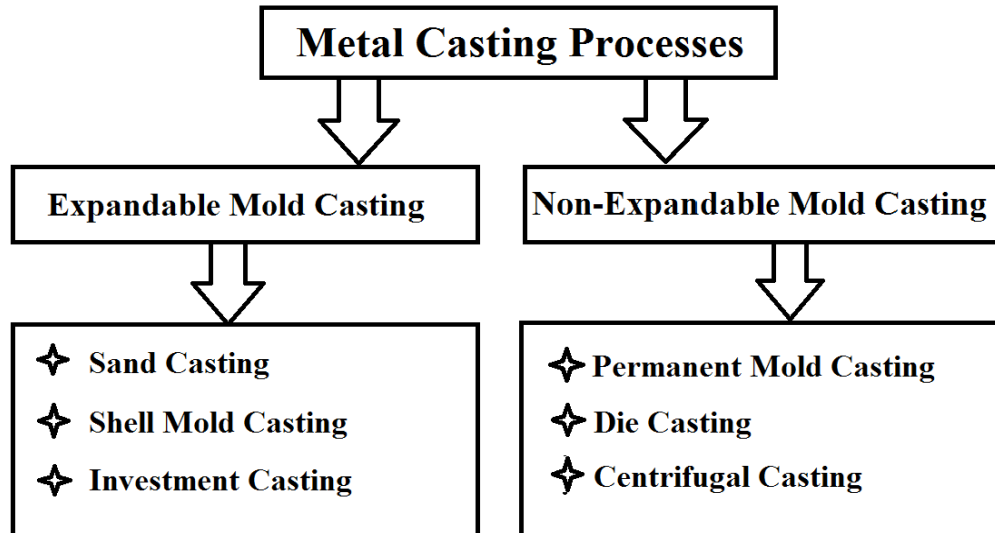 Metal Casting Processes
Expandable Mold Casting
Non-Expandable Mold Casting
Sand Casting
Shell Mold Casting
Investment Casting
Permanent Mold Casting
Die Casting
Centrifugal Casting